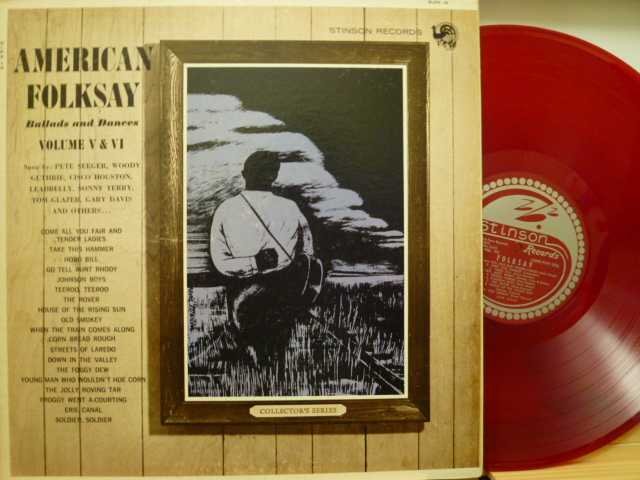 STINSON RECORDS
AMERICAN
FOLKSAY
Ballads and Dances
VOLUME V & VI
Sung by: PETE SEEGER, WOODY
GUTHRIE, CISCO HOUSTON,
LEADBELLY, SONNY TERRY,
TOM GLAZER, GARY DAVIS
AND OTHERS . . .
COME ALL YOU FAIR AND
TENDER LADIES
TAKE THIS HAMMER
HOBO BILL
GO TELL AUNT RHODY
JOHNSON BOYS
TEEROO, TEEROO
THE ROVER
HOUSE OF THE RISING SUN
OLD SMOKEY
WHEN THE TRAIN COMES ALONG
CORN BREAD ROUGH
STREETS OF LAREDO
DOWN IN THE VALLEY
THE FOGGY DEW
YOUNG MAN WHO WOULDN'T HOE CORN
THE JOLLY ROVING TAR
FROGGY WENT A-COURTING
ERIE CANAL
SOLDIER, SOLDIER
COLLECTOR'S SERIES
Stinson
Records
FOLKSAY